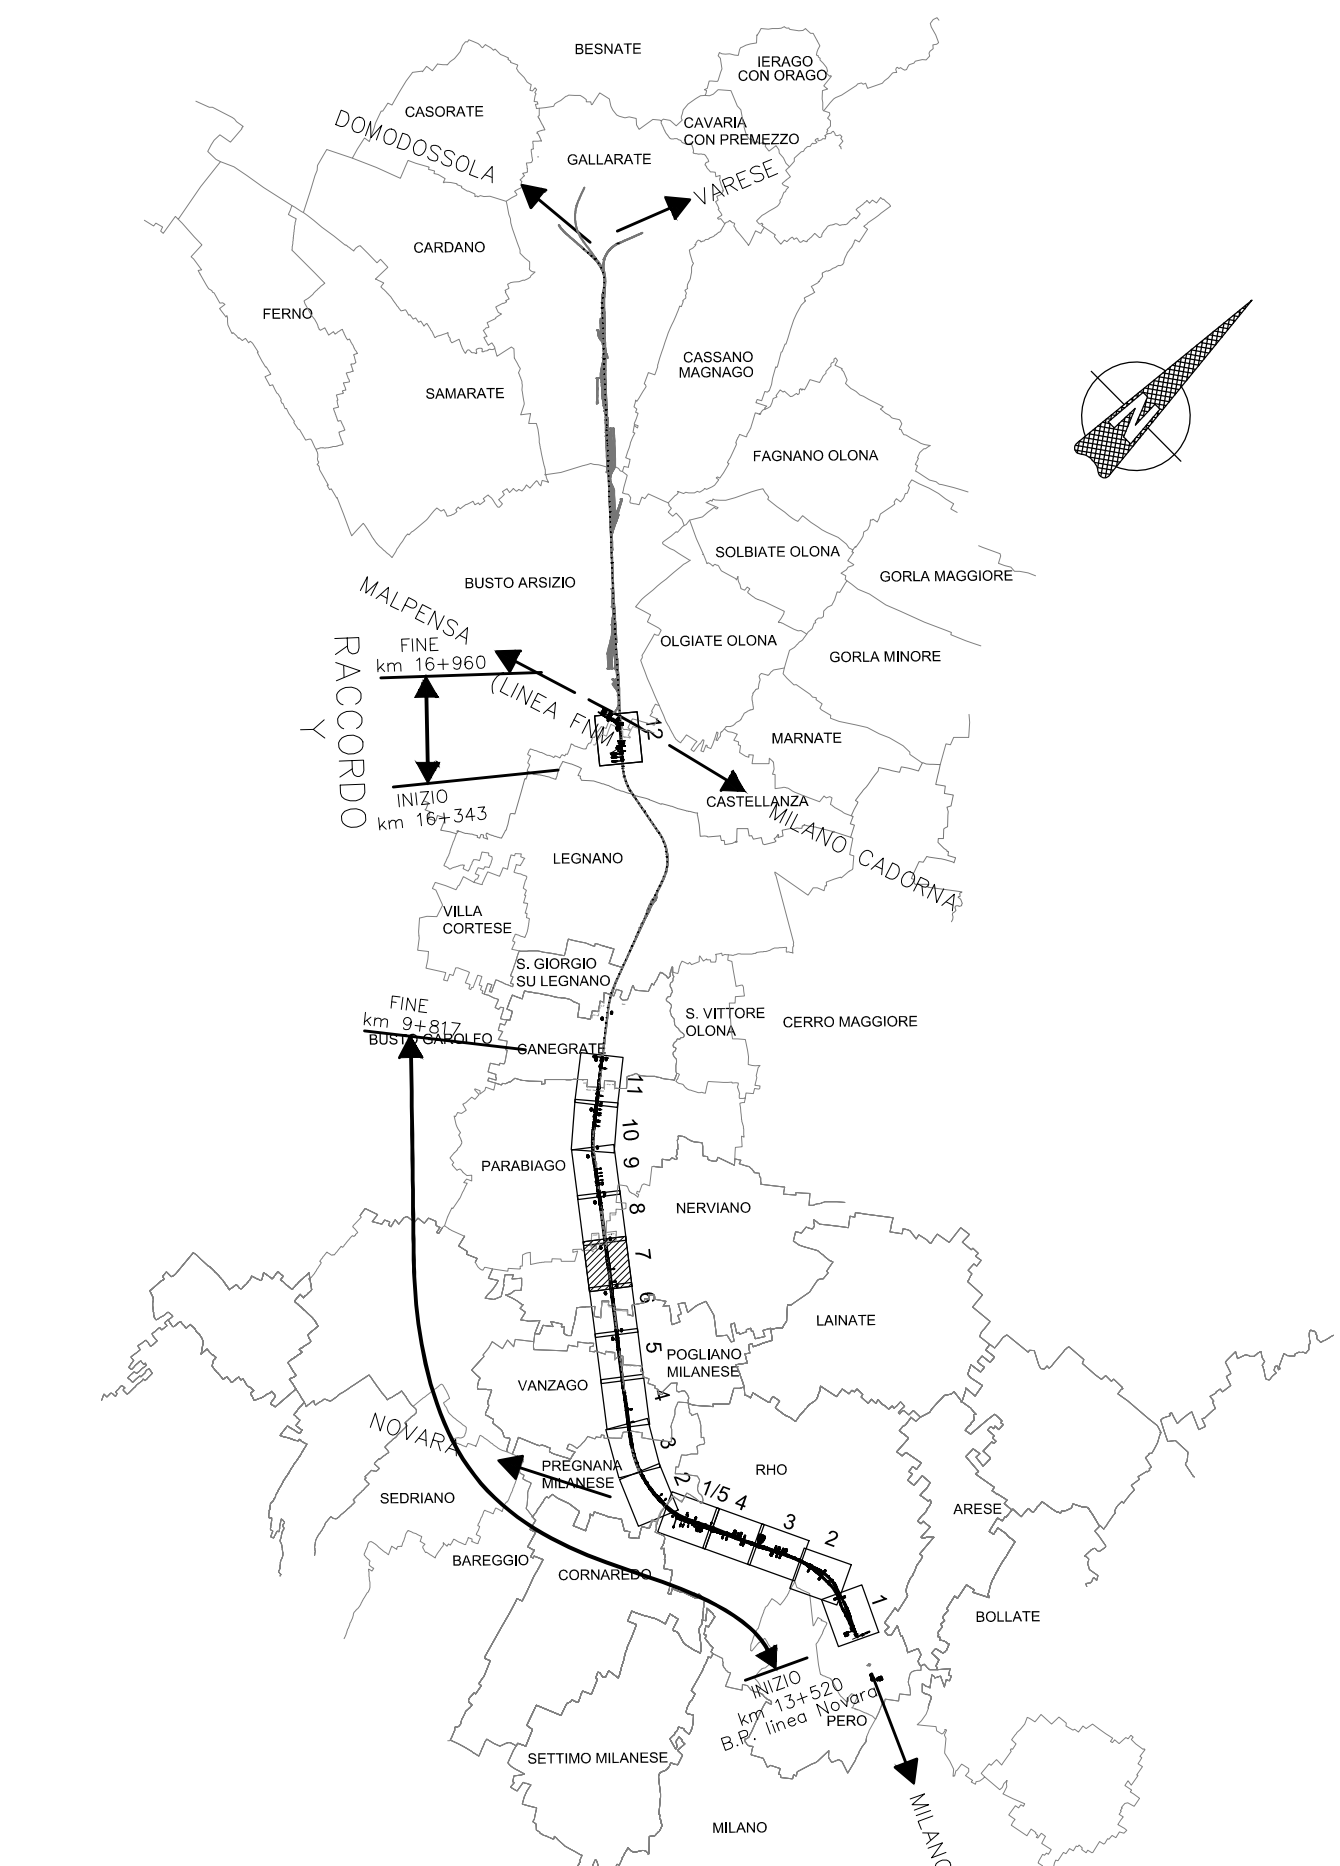 BESNATE
IERAGO
CON ORAGO
CASORATE
DOMODOSSOLA
CAVARIA
CON PREMEZZO
GALLARATE
VARESE
CARDANO
FERNO
CASSANO
MAGNAGO
SAMARATE
N
FAGNANO OLONA
SOLBIATE OLONA
BUSTO ARSIZIO
GORLA MAGGIORE
MALPENSA
OLGIATE OLONA
GORLA MINORE
FINE
km 16+960
RACCORDO
Y
(LINEA FNM
12
MARNATE
INIZIO
km 16+343
CASTELLANZA
MILANO CADORNA
LEGNANO
VILLA
CORTESE
S. GIORGIO
SU LEGNANO
FINE
km 9+817
BUSTO GAROLFO
S. VITTORE
OLONA
CERRO MAGGIORE
CANEGRATE
11
10
9
PARABIAGO
8
NERVIANO
7
6
LAINATE
5
POGLIANO
MILANESE
VANZAGO
4
NOVARA
3
PREGNANA
MILANESE
2
RHO
SEDRIANO
1/5
4
3
2
ARESE
BAREGGIO
CORNAREDO
1
BOLLATE
INIZIO
km 13+520
B.P. linea Novara
PERO
SETTIMO MILANESE
MILANO
MILANO